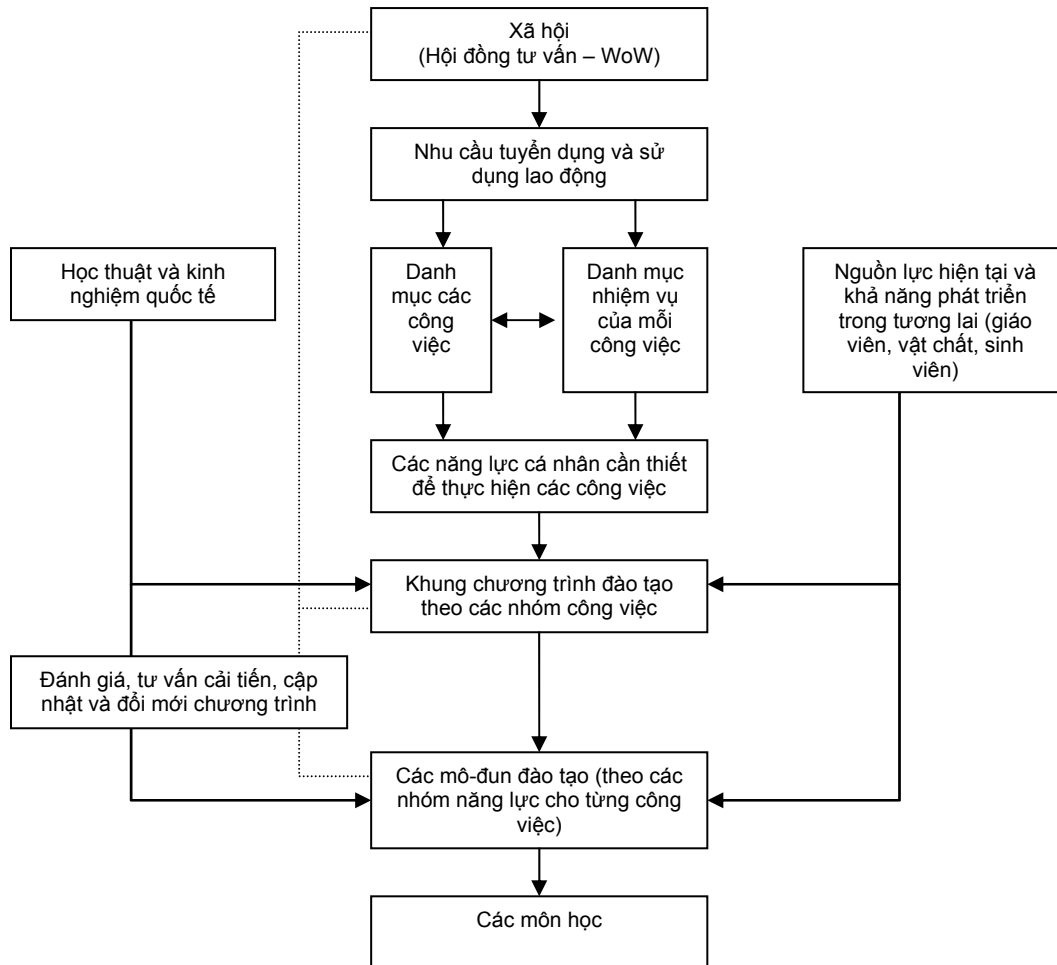 Xã hội
(Hội đồng tư vấn – WoW)
Nhu cầu tuyển dụng và sử
dụng lao động
Học thuật và kinh
nghiệm quốc tế
Danh
mục các
công
việc
Danh mục
nhiệm vụ
của mỗi
công việc
Nguồn lực hiện tại và
khả năng phát triển
trong tương lai (giáo
viên, vật chất, sinh
viên)
Các năng lực cá nhân cần thiết
để thực hiện các công việc
Khung chương trình đào tạo
theo các nhóm công việc
Đánh giá, tư vấn cải tiến, cập
nhật và đổi mới chương trình
Các mô-đun đào tạo (theo các
nhóm năng lực cho từng công
việc)
Các môn học